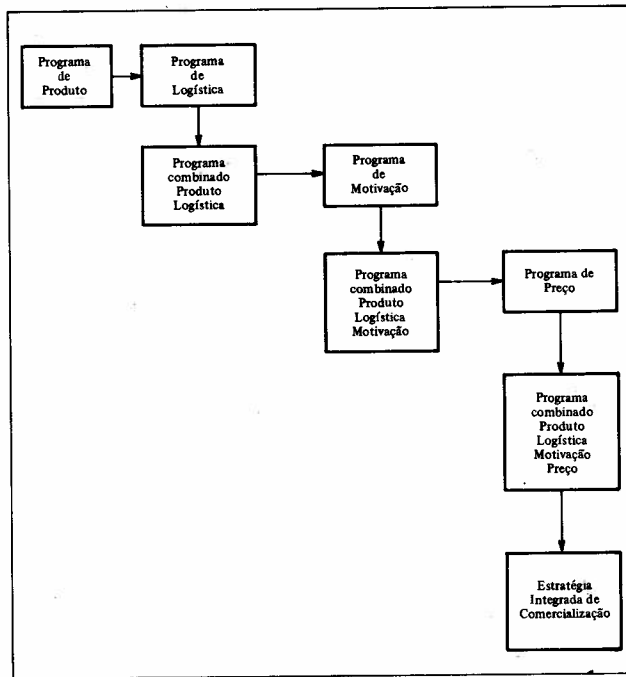 Programa
de
Produto
Programa
de
Logística
Programa
combinado
Produto
Logística
Programa
de
Motivação
Programa
combinado
Produto
Logística
Motivação
Programa de
Preço
Programa
combinado
Produto
Logística
Motivação
Preço
Estratégia
Integrada de
Comercialização